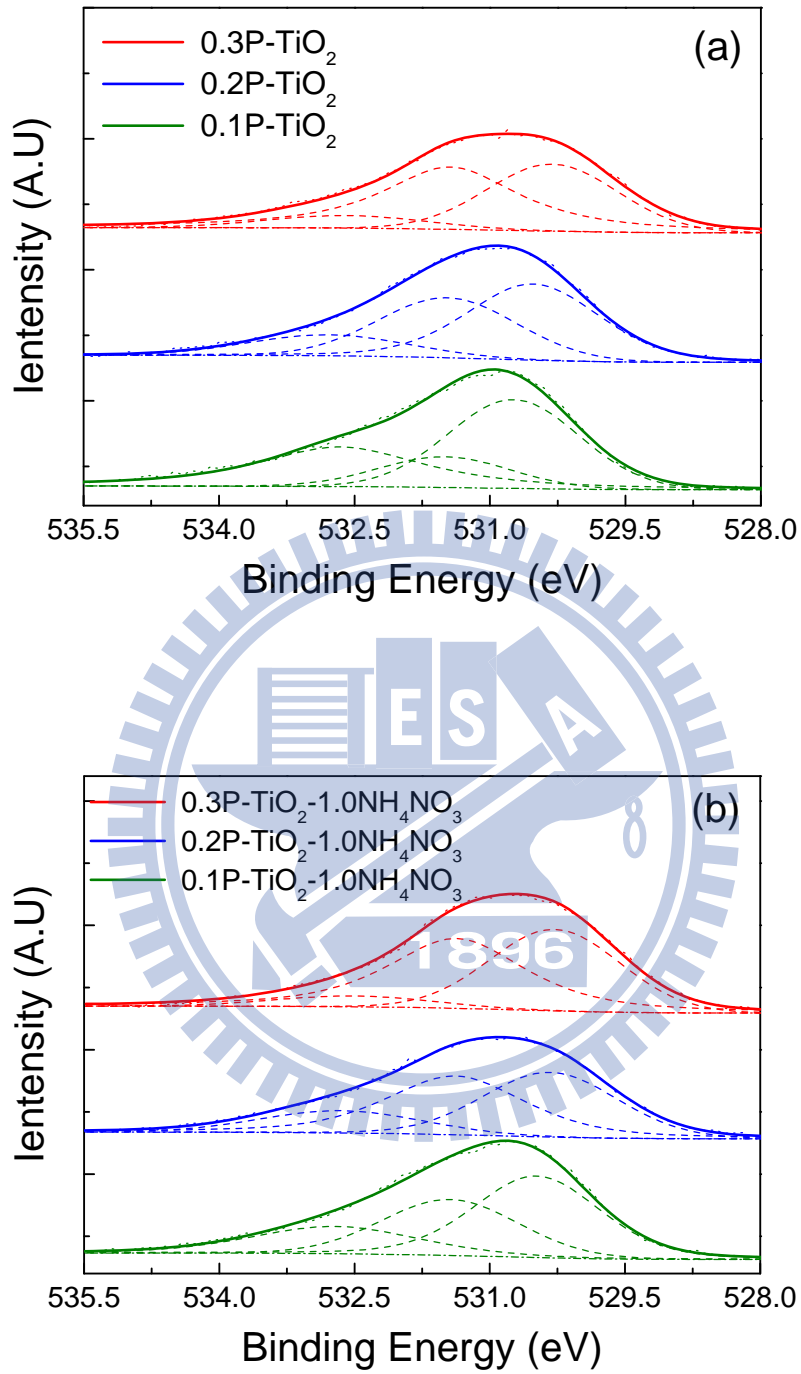 (a)
0.3P-TiO₂
0.2P-TiO₂
0.1P-TiO₂
Ientensity (A.U)
535.5 534.0 532.5 531.0 529.5 528.0
Binding Energy (eV)
E S A
(b)
0.3P-TiO₂-1.0NH₄NO₃
0.2P-TiO₂-1.0NH₄NO₃
0.1P-TiO₂-1.0NH₄NO₃
1896
Ientensity (A.U)
535.5 534.0 532.5 531.0 529.5 528.0
Binding Energy (eV)